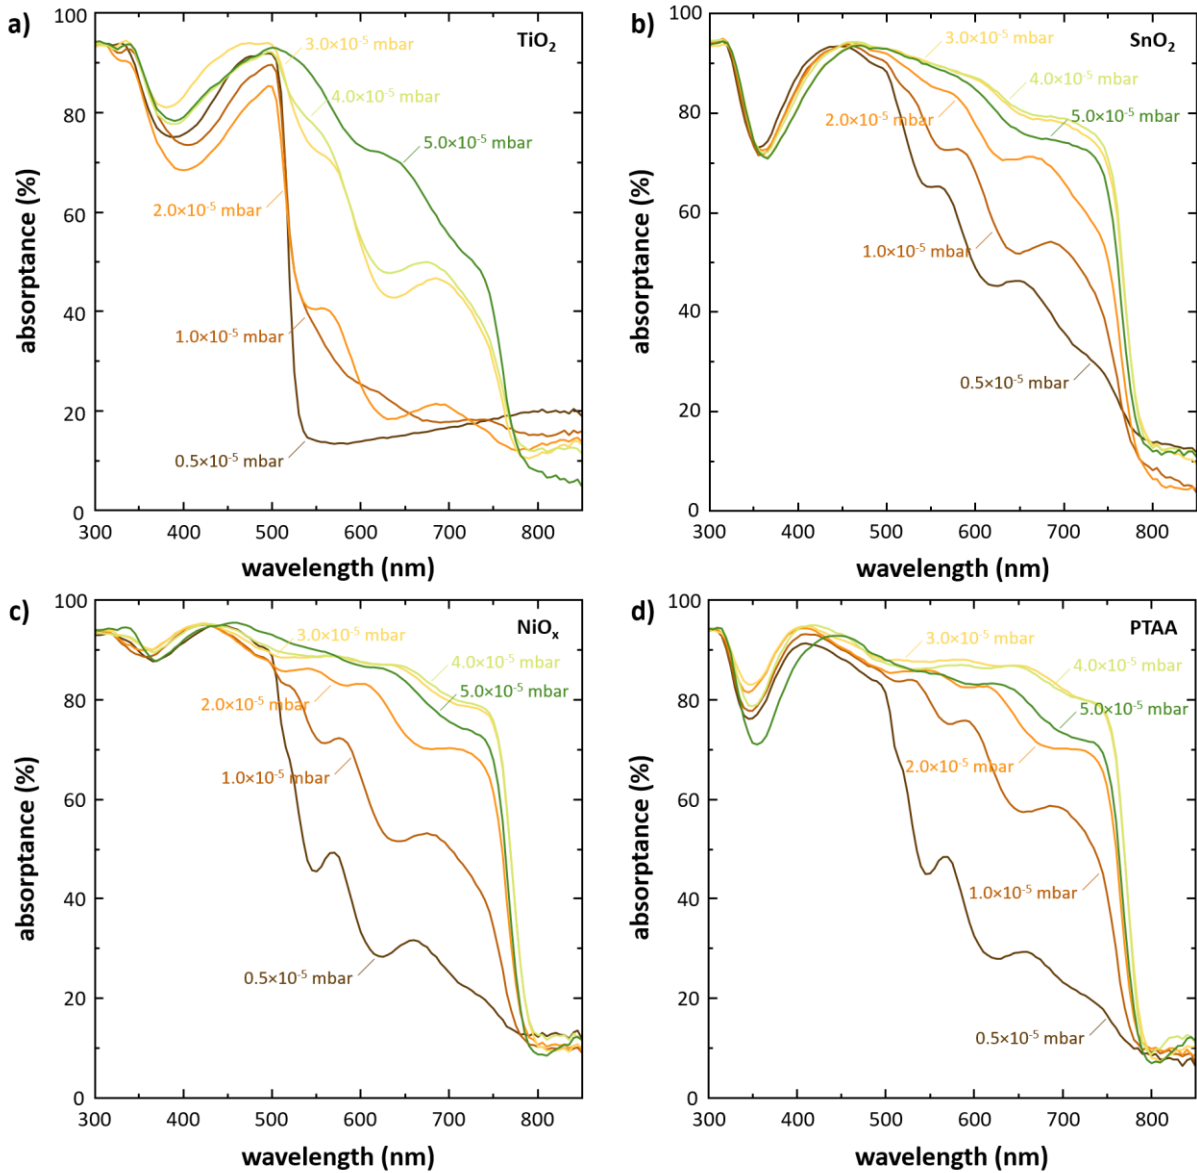 a)
TiO₂
absorptance (%)
100
80
60
40
20
0
3.0×10⁻⁵ mbar
4.0×10⁻⁵ mbar
5.0×10⁻⁵ mbar
2.0×10⁻⁵ mbar
1.0×10⁻⁵ mbar
0.5×10⁻⁵ mbar
300 400 500 600 700 800
wavelength (nm)
b)
SnO₂
absorptance (%)
100
80
60
40
20
0
3.0×10⁻⁵ mbar
4.0×10⁻⁵ mbar
5.0×10⁻⁵ mbar
2.0×10⁻⁵ mbar
1.0×10⁻⁵ mbar
0.5×10⁻⁵ mbar
300 400 500 600 700 800
wavelength (nm)
c)
NiOₓ
absorptance (%)
100
80
60
40
20
0
3.0×10⁻⁵ mbar
4.0×10⁻⁵ mbar
5.0×10⁻⁵ mbar
2.0×10⁻⁵ mbar
1.0×10⁻⁵ mbar
0.5×10⁻⁵ mbar
300 400 500 600 700 800
wavelength (nm)
d)
PTAA
absorptance (%)
100
80
60
40
20
0
3.0×10⁻⁵ mbar
4.0×10⁻⁵ mbar
5.0×10⁻⁵ mbar
2.0×10⁻⁵ mbar
1.0×10⁻⁵ mbar
0.5×10⁻⁵ mbar
300 400 500 600 700 800
wavelength (nm)